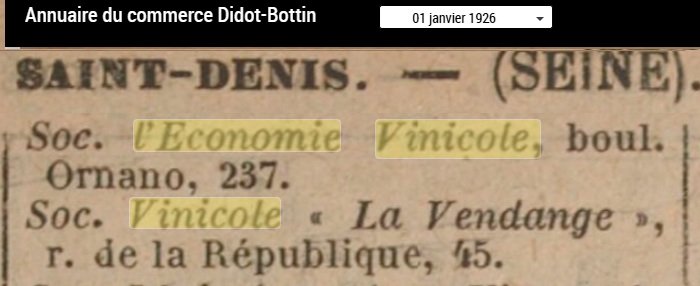 Annuaire du commerce Didot-Bottin
01 janvier 1926
SAINT-DENIS. — (SEINE).
Soc. l'Economie Vinicole, boul.
Ornano, 237.
Soc. Vinicole « La Vendange »,
r. de la République, 45.